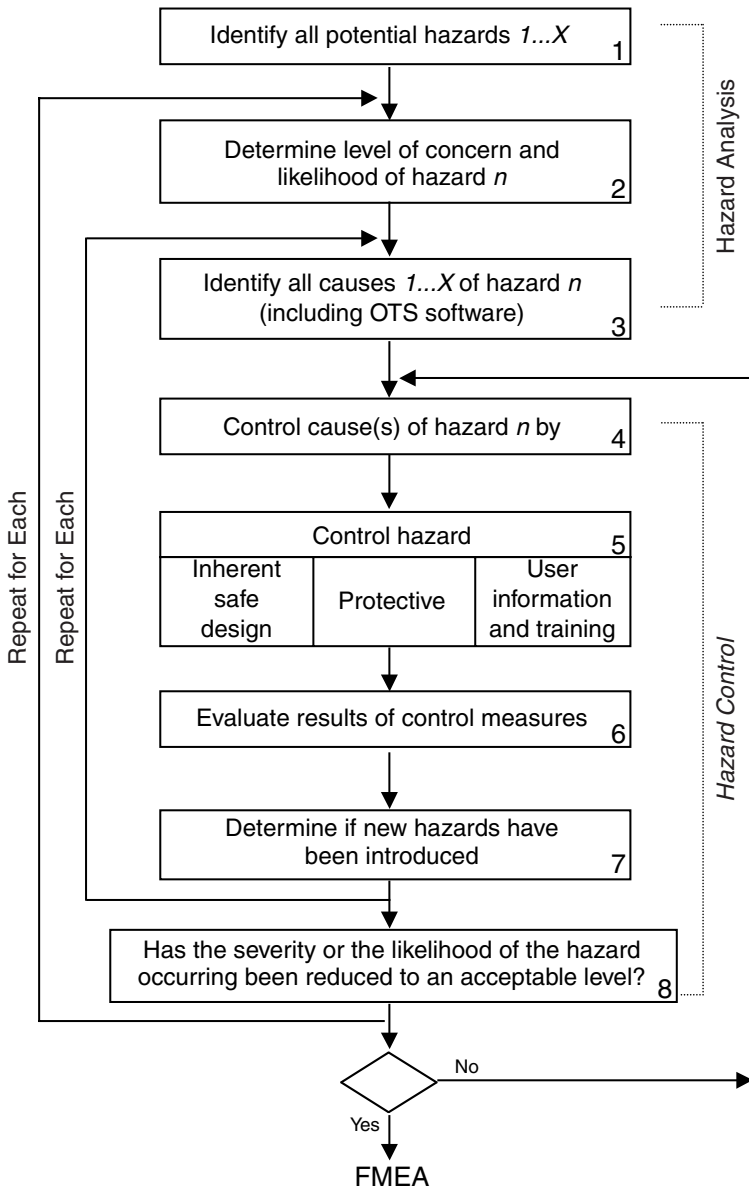 Identify all potential hazards 1...X
1
Determine level of concern and
likelihood of hazard n
2
Identify all causes 1...X of hazard n
(including OTS software)
3
Hazard Analysis
Control cause(s) of hazard n by
4
Control hazard
5
Inherent
safe
design
Protective
User
information
and training
Evaluate results of control measures
6
Determine if new hazards have
been introduced
7
Has the severity or the likelihood of the hazard
occurring been reduced to an acceptable level?
8
Hazard Control
Repeat for Each
Repeat for Each
No
Yes
FMEA